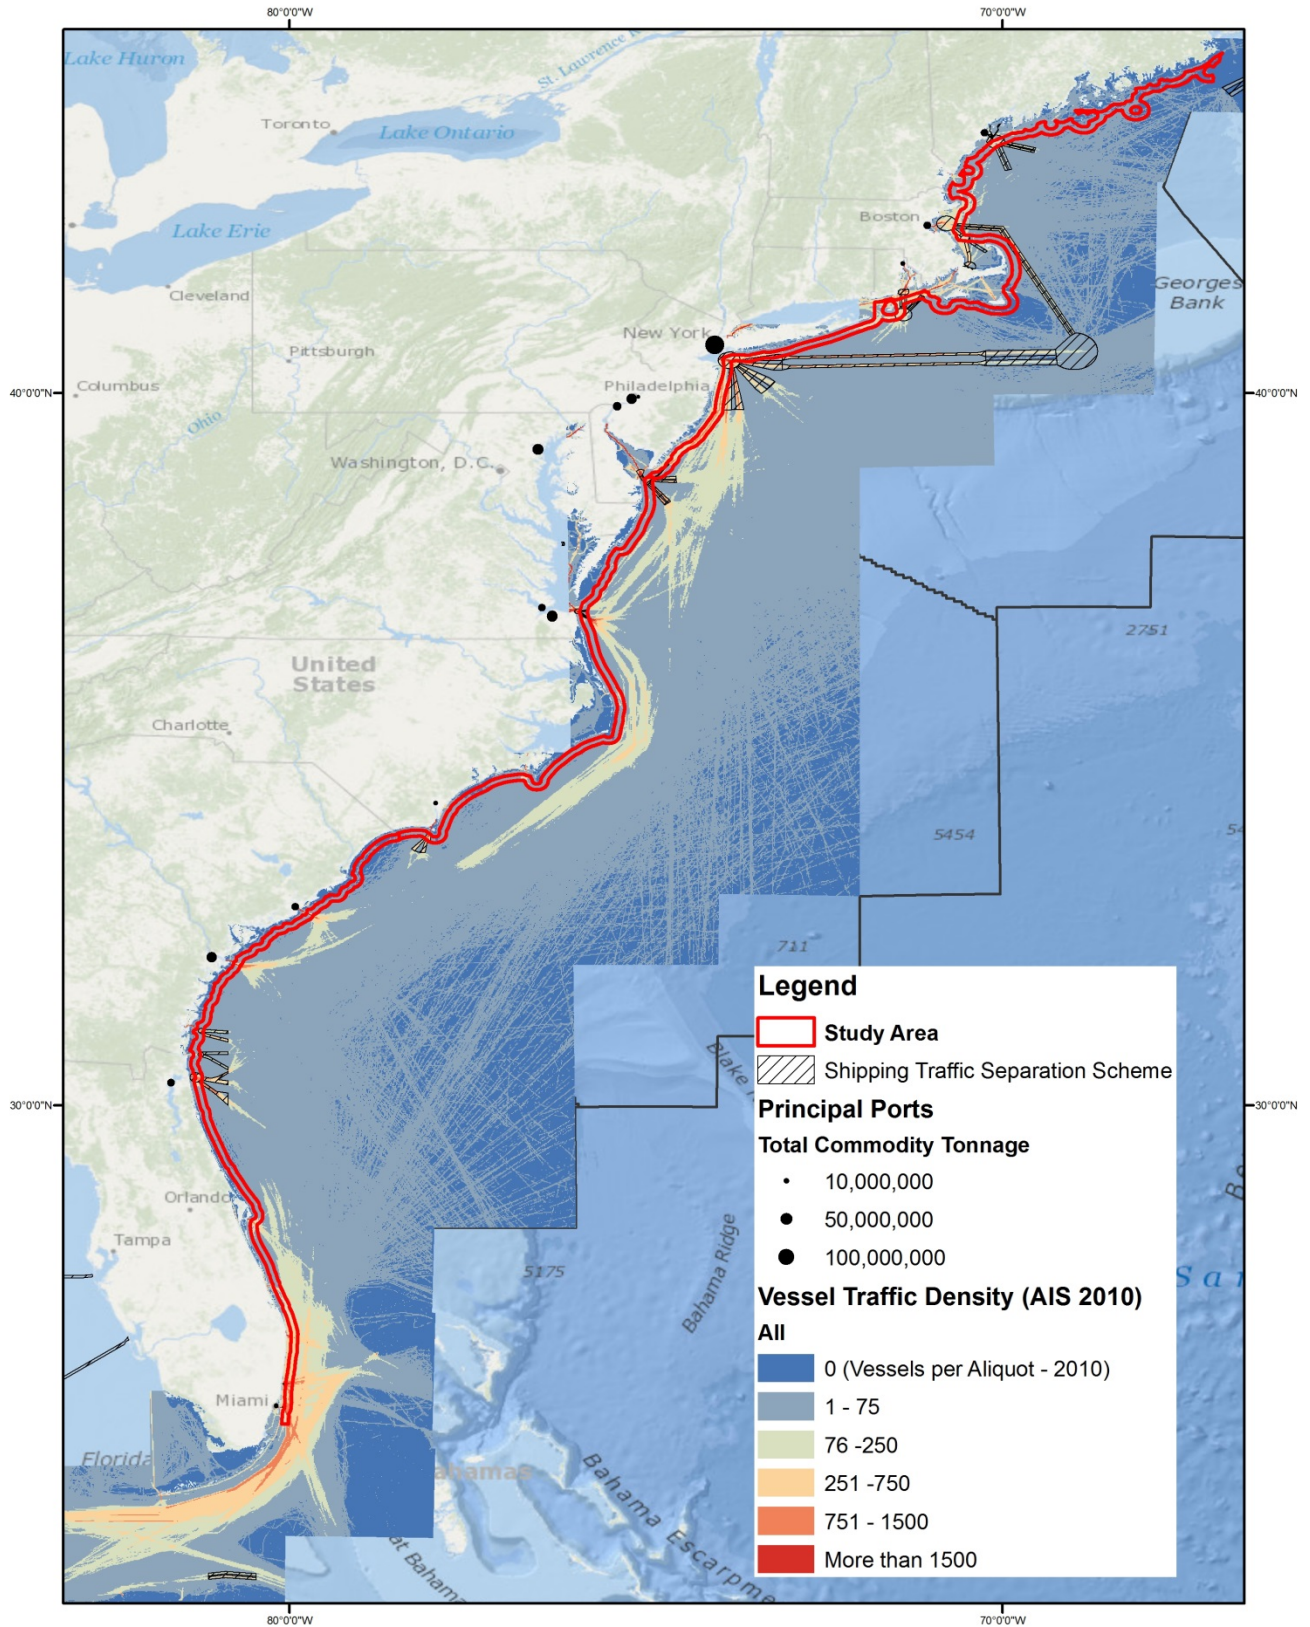 80°0'0"W
70°0'0"W
Lake Huron
St. Lawrence R
Toronto
Lake Ontario
Boston
Lake Erie
Georges
Bank
Cleveland
New York
Pittsburgh
Columbus
Philadelphia
40°0'0"N
40°0'0"N
Ohio
Washington, D.C.
2751
United
States
Charlotte
5454
54
711
Legend
Study Area
Shipping Traffic Separation Scheme
Principal Ports
Total Commodity Tonnage
10,000,000
50,000,000
100,000,000
Vessel Traffic Density (AIS 2010)
All
0 (Vessels per Aliquot - 2010)
1 - 75
76 -250
251 -750
751 - 1500
More than 1500
Blake
30°0'0"N
30°0'0"N
Orlando
Tampa
Bahama Ridge
5175
Sar
Miami
Florida
ahamas
Bahama Escarpme
at Bahama
80°0'0"W
70°0'0"W